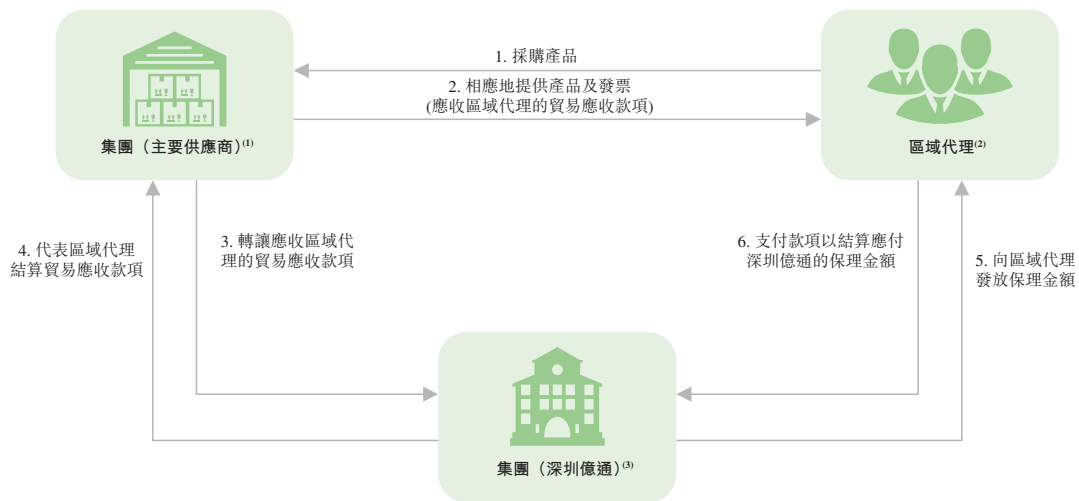 1. 採購產品
2. 相應地提供產品及發票
(應收區域代理的貿易應收款項)
集團（主要供應商）(1)
區域代理(2)
4. 代表區域代理
結算貿易應收款項
3. 轉讓應收區域代
理的貿易應收款項
6. 支付款項以結算應付
深圳億通的保理金額
5. 向區域代理
發放保理金額
集團（深圳億通）(3)